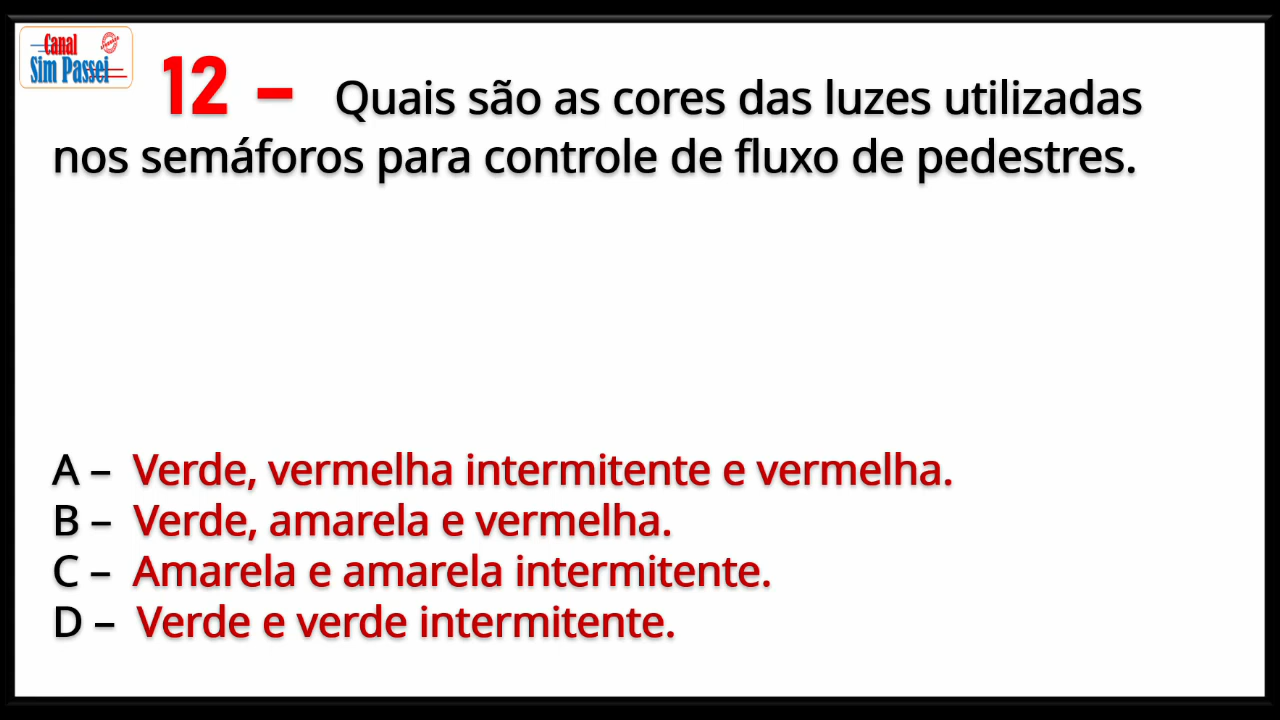 Canal
Sim Passei
12 – Quais são as cores das luzes utilizadas
nos semáforos para controle de fluxo de pedestres.
A – Verde, vermelha intermitente e vermelha.
B – Verde, amarela e vermelha.
C – Amarela e amarela intermitente.
D – Verde e verde intermitente.